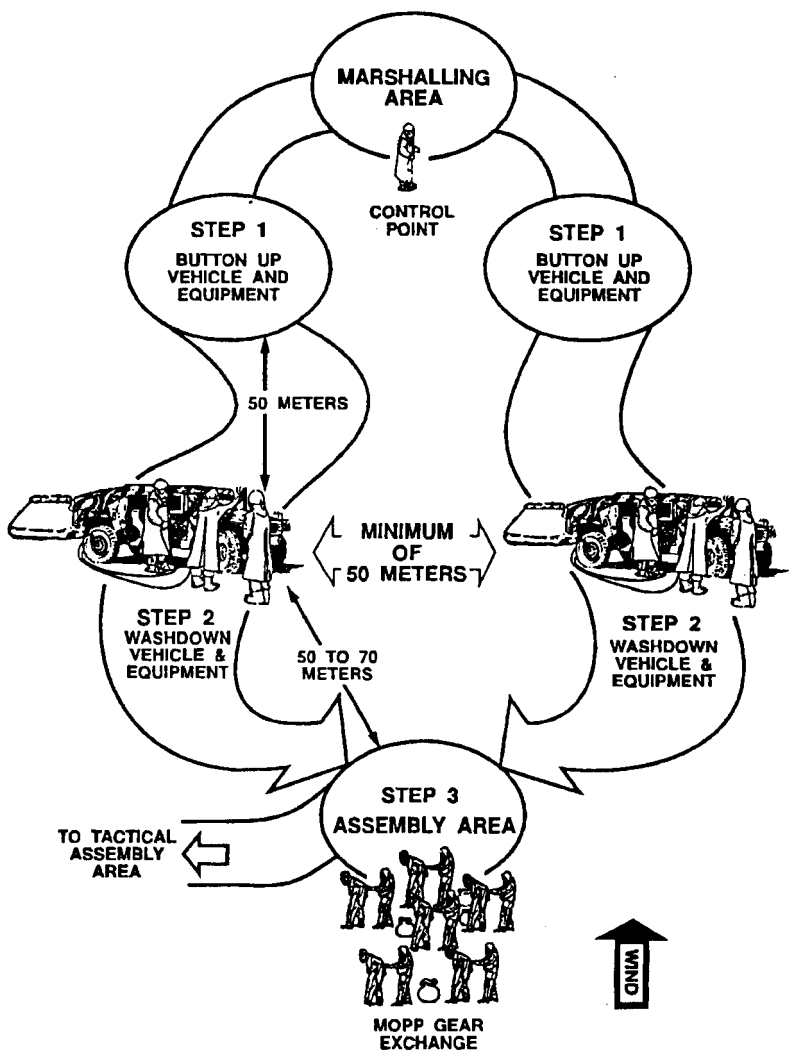 MARSHALLING
AREA
CONTROL
POINT
STEP 1
BUTTON UP
VEHICLE AND
EQUIPMENT
STEP 1
BUTTON UP
VEHICLE AND
EQUIPMENT
50 METERS
MINIMUM
OF
50 METERS
STEP 2
WASHDOWN
VEHICLE &
EQUIPMENT
50 TO 70
METERS
STEP 2
WASHDOWN
VEHICLE &
EQUIPMENT
STEP 3
ASSEMBLY AREA
TO TACTICAL
ASSEMBLY
AREA
WIND
MOPP GEAR
EXCHANGE